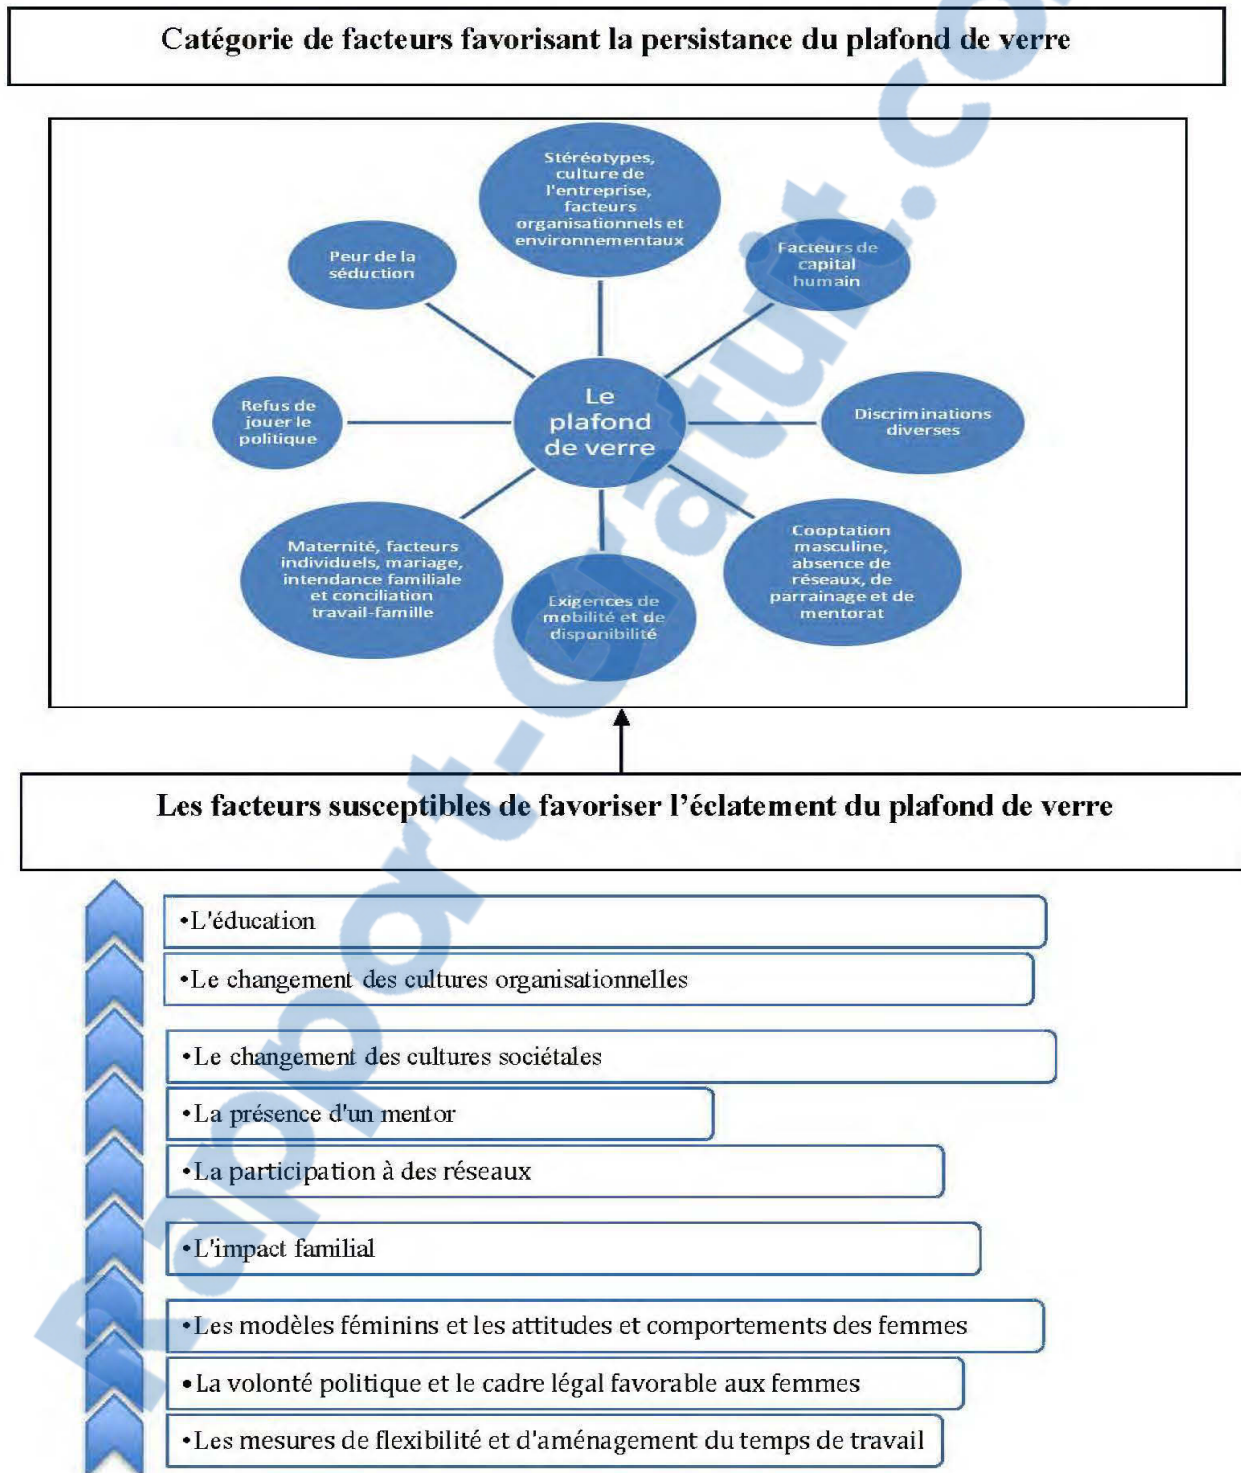 Catégorie de facteurs favorisant la persistance du plafond de verre
Stéréotypes,
culture de
l'entreprise,
facteurs
organisationnels et
environnementaux
Peur de la
séduction
Facteurs de
capital
humain
Refus de
jouer le
politique
Le
plafond
de verre
Discriminations
diverses
Maternité, facteurs
individuels, mariage,
intendance familiale
et conciliation
travail-famille
Exigences de
mobilité et de
disponibilité
Cooptation
masculine,
absence de
réseaux, de
parrainage et de
mentorat
Les facteurs susceptibles de favoriser l’éclatement du plafond de verre
•L'éducation
•Le changement des cultures organisationnelles
•Le changement des cultures sociétales
•La présence d'un mentor
•La participation à des réseaux
•L'impact familial
•Les modèles féminins et les attitudes et comportements des femmes
•La volonté politique et le cadre légal favorable aux femmes
•Les mesures de flexibilité et d'aménagement du temps de travail
Rapport-Gratuit.co